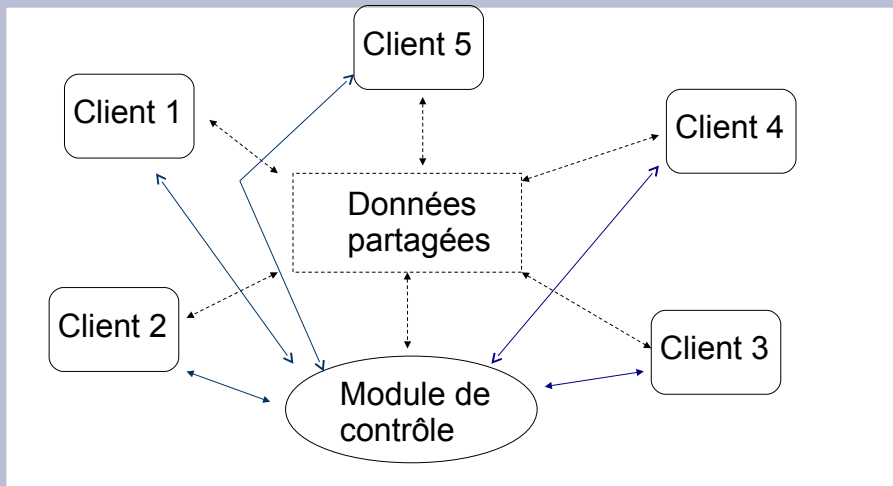 Client 5
Client 1
Client 4
Données
partagées
Client 2
Client 3
Module de
contrôle